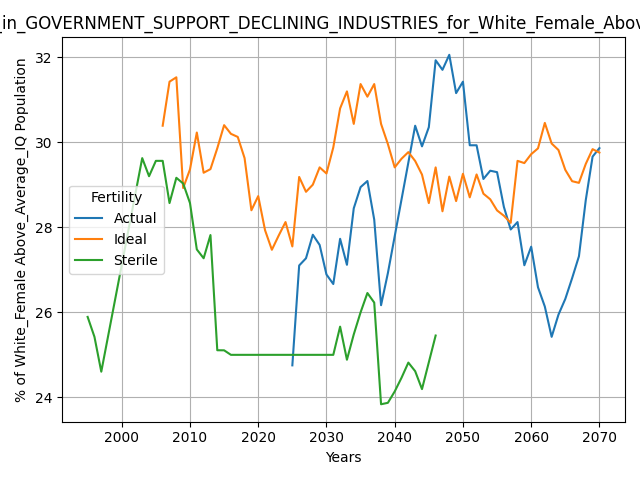 _in_GOVERNMENT_SUPPORT_DECLINING_INDUSTRIES_for_White_Female_Abov
% of White_Female Above_Average_IQ Population
32
30
28
26
24
Fertility
Actual
Ideal
Sterile
2000 2010 2020 2030 2040 2050 2060 2070
Years